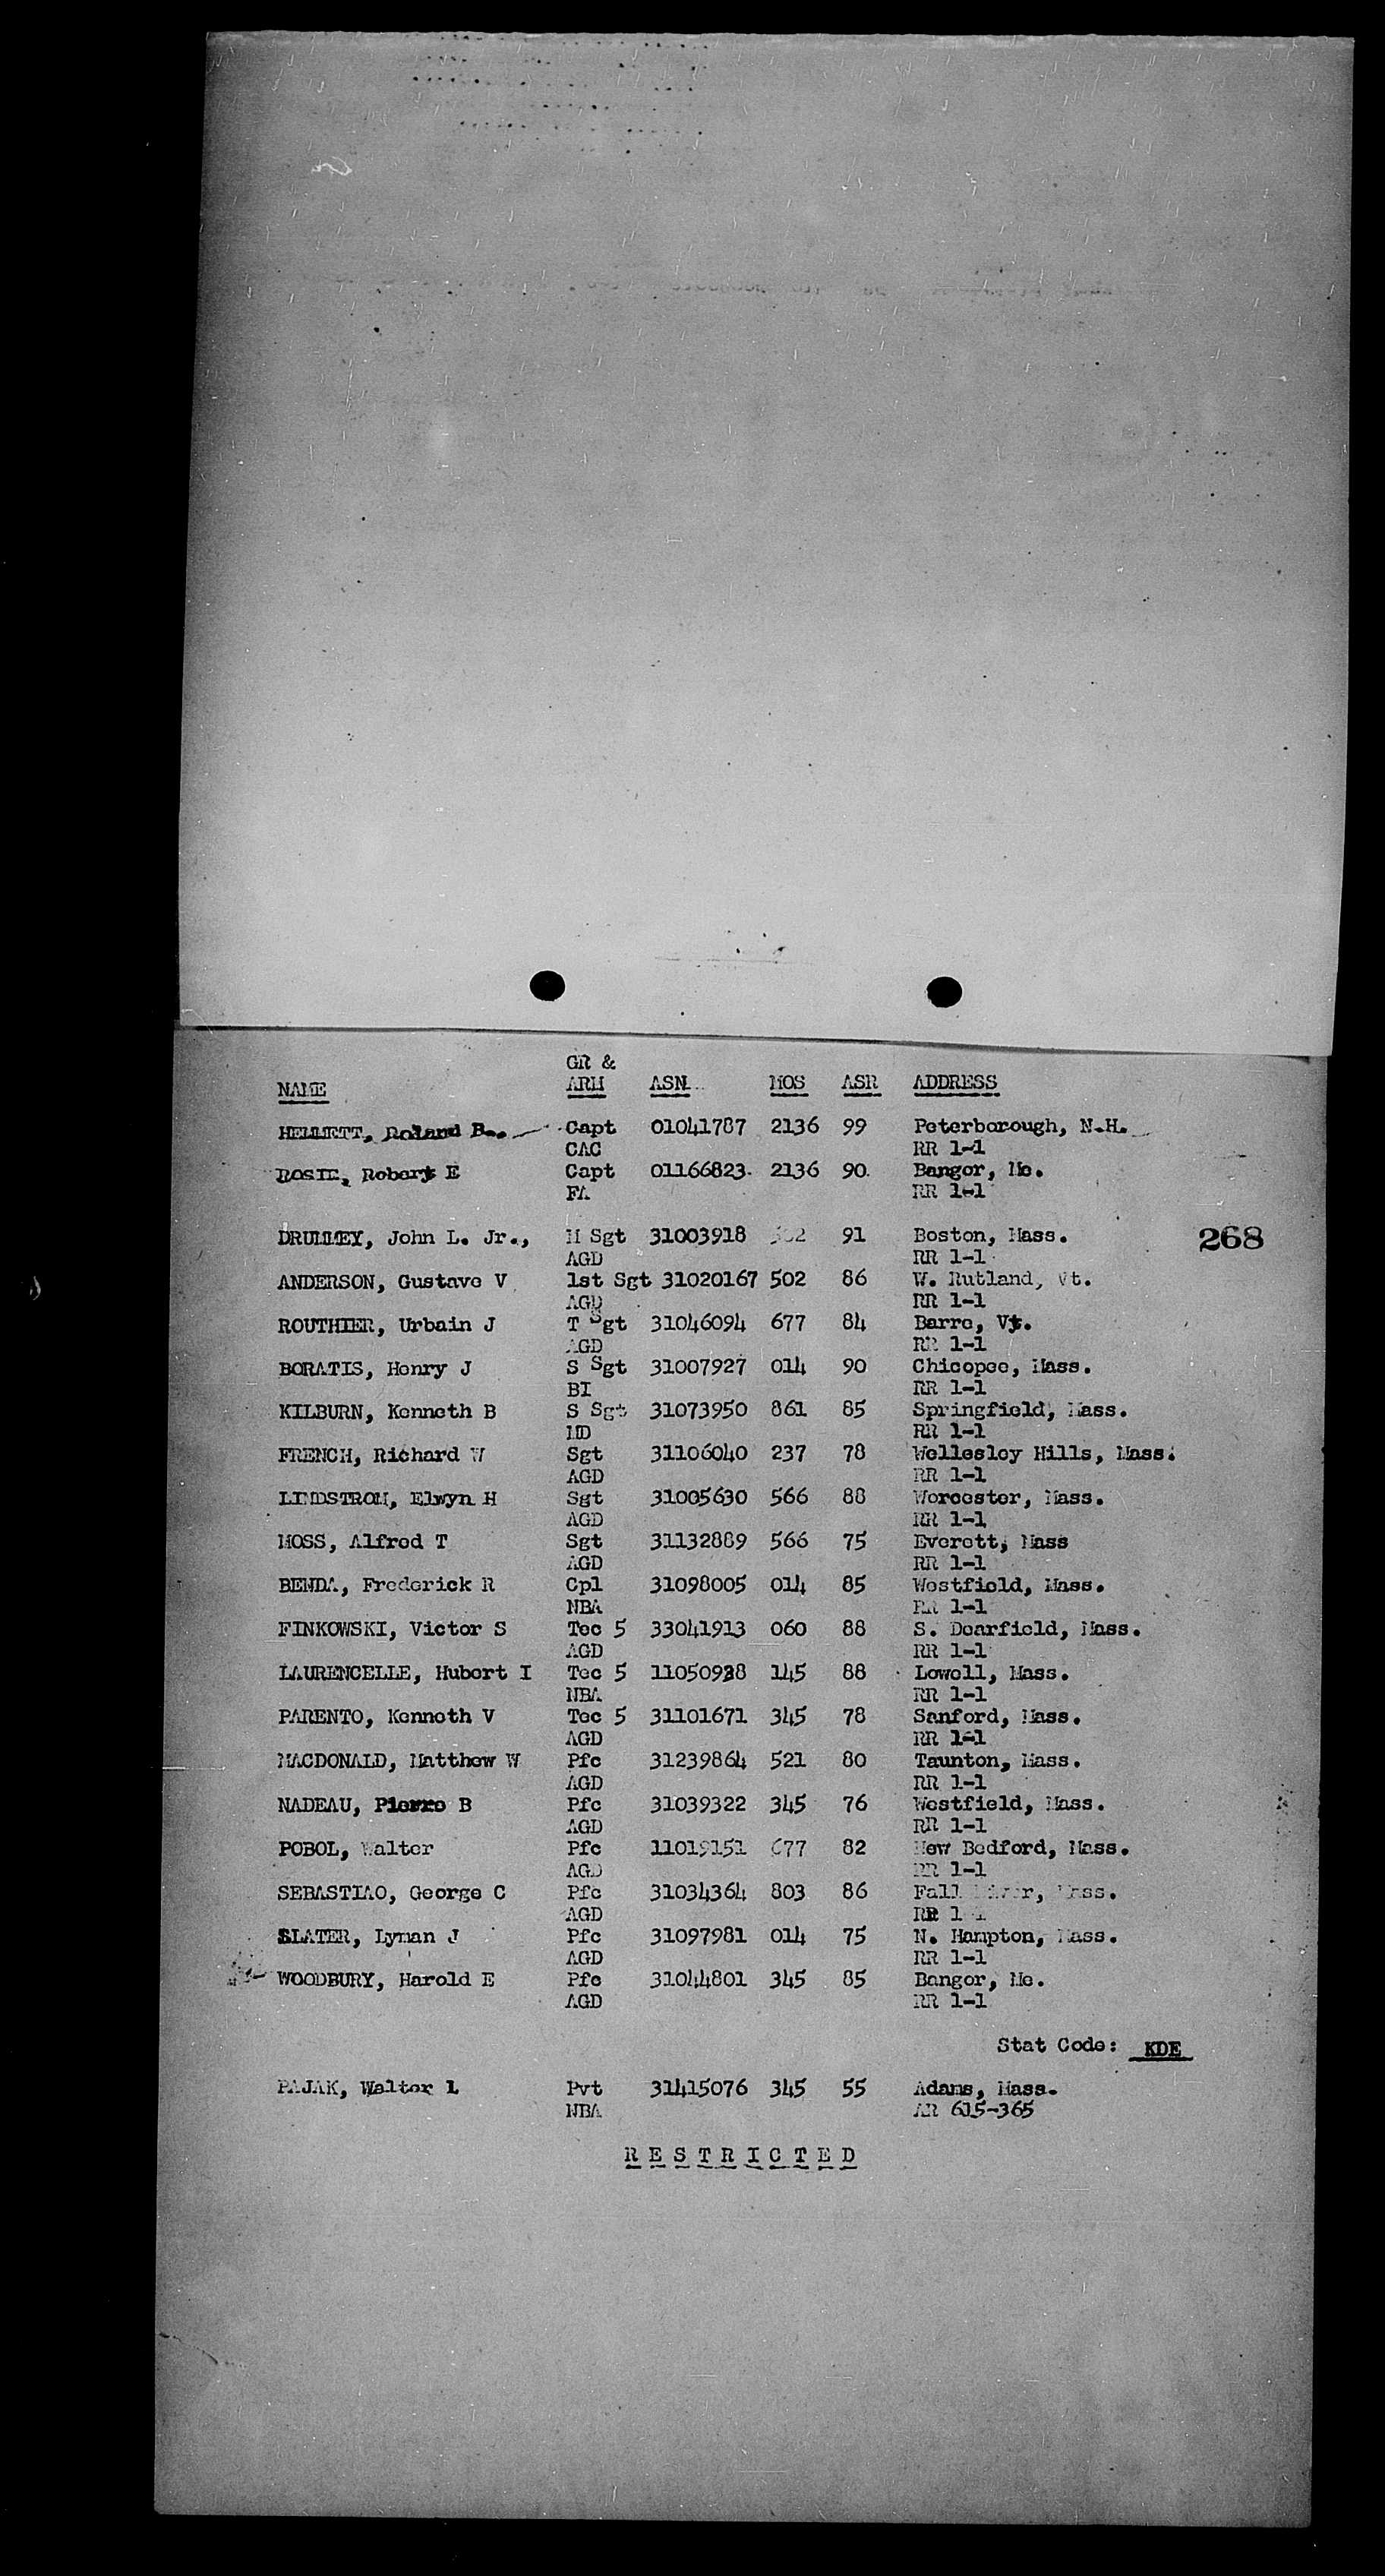 GR &
NAME ARM ASN MOS ASR ADDRESS
Roland B., Capt 01041787 2136 99 Peterborough, N.H.
CAC RR 1-1
ROSIE, Robert E Capt 01166823 2136 90 Bangor, Me.
FA RR 1-1
268
DRUMMEY, John L. Jr., M Sgt 31003918 91 Boston, Mass.
AGD RR 1-1
ANDERSON, Gustave V 1st Sgt 31020167 502 86 W. Rutland, Vt.
AGD RR 1-1
ROUTHIER, Urbain J T Sgt 31046094 677 84 Barre, Vt.
AGD RR 1-1
BORATIS, Henry J S Sgt 31007927 014 90 Chicopee, Mass.
BI RR 1-1
KILBURN, Kenneth B S Sgt 31073950 861 85 Springfield, Mass.
MD RR 1-1
FRENCH, Richard W Sgt 31106040 237 78 Wellesley Hills, Mass.
AGD RR 1-1
LINDSTROM, Elwyn H Sgt 31005630 566 88 Worcester, Mass.
AGD RR 1-1
MOSS, Alfred T Sgt 31132889 566 75 Everett, Mass
AGD RR 1-1
BENDA, Frederick R Cpl 31098005 014 85 Westfield, Mass.
NBA RR 1-1
FINKOWSKI, Victor S Tec 5 33041913 060 88 S. Dearfield, Mass.
AGD RR 1-1
LAURENCELLE, Hubert I Tec 5 11050928 145 88 Lowell, Mass.
NBA RR 1-1
PARENTO, Kenneth V Tec 5 31101671 345 78 Sanford, Mass.
AGD RR 1-1
MACDONALD, Matthew W Pfc 31239864 521 80 Taunton, Mass.
AGD RR 1-1
NADEAU, Pierre B Pfc 31039322 345 76 Westfield, Mass.
AGD RR 1-1
POBOL, Walter Pfc 11019151 677 82 New Bedford, Mass.
AGD RR 1-1
SEBASTIAO, George C Pfc 31034364 803 86 Fall River, Mass.
AGD RR 1-1
SLATER, Lyman J Pfc 31097981 014 75 N. Hampton, Mass.
AGD RR 1-1
WOODBURY, Harold E Pfc 31044801 345 85 Bangor, Me.
AGD RR 1-1
Stat Code: KDE
PAJAK, Walter L Pvt 31415076 345 55 Adams, Mass.
NBA AR 615-365
R E S T R I C T E D